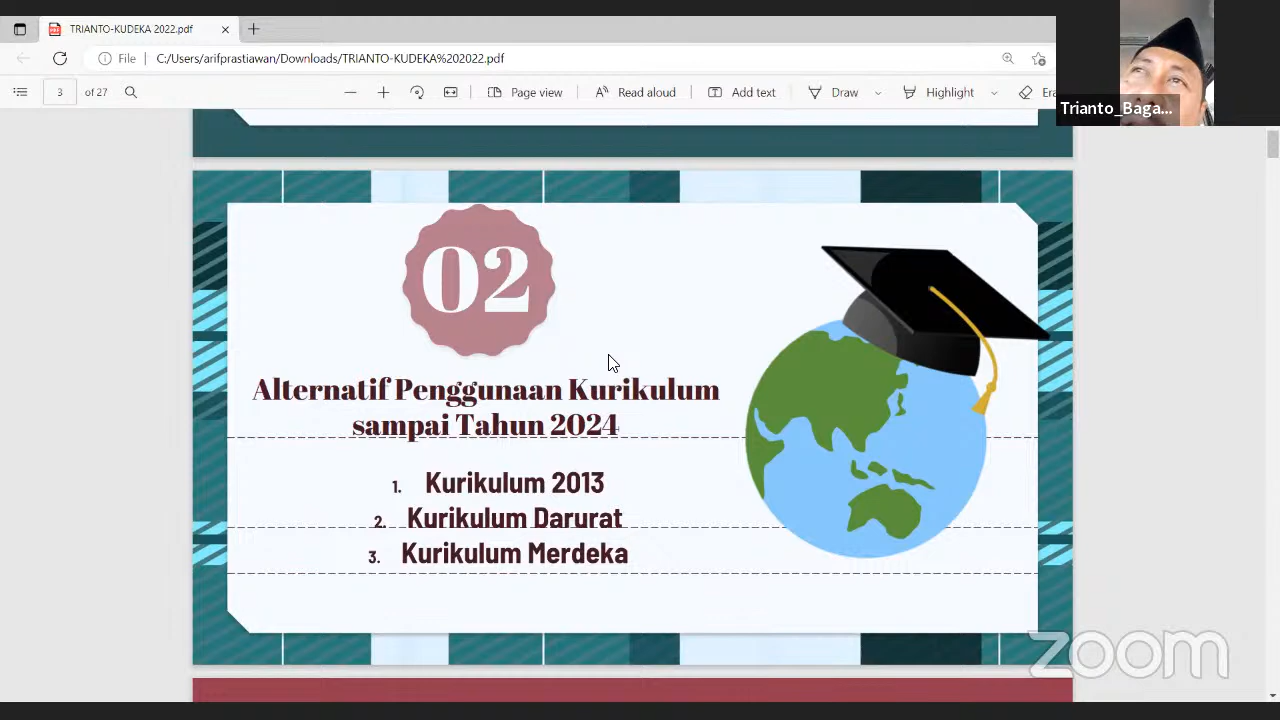 TRIANTO-KUDEKA 2022.pdf
File
C:/Users/arifprastiawan/Downloads/TRIANTO-KUDEKA%202022.pdf
3 of 27
Page view
Read aloud
Add text
Draw
Highlight
Era
Trianto_Baga...
02
Alternatif Penggunaan Kurikulum
sampai Tahun 2024
1. Kurikulum 2013
2. Kurikulum Darurat
3. Kurikulum Merdeka
zoom